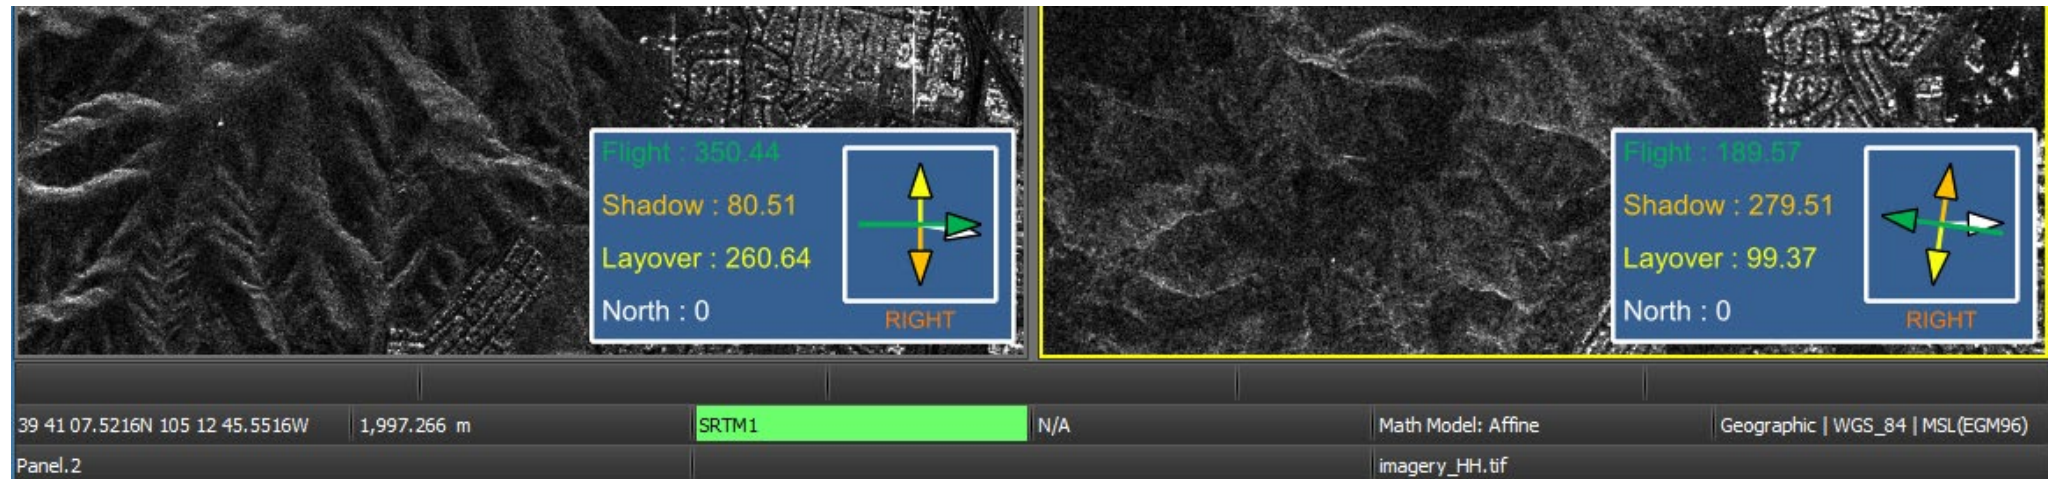 Flight : 350.44
Shadow : 80.51
Layover : 260.64
North : 0
RIGHT
Flight : 189.57
Shadow : 279.51
Layover : 99.37
North : 0
RIGHT
39 41 07.5216N 105 12 45.5516W 1,997.266 m SRTM1 N/A Math Model: Affine Geographic | WGS_84 | MSL(EGM96)
Panel.2 imagery_HH.tif